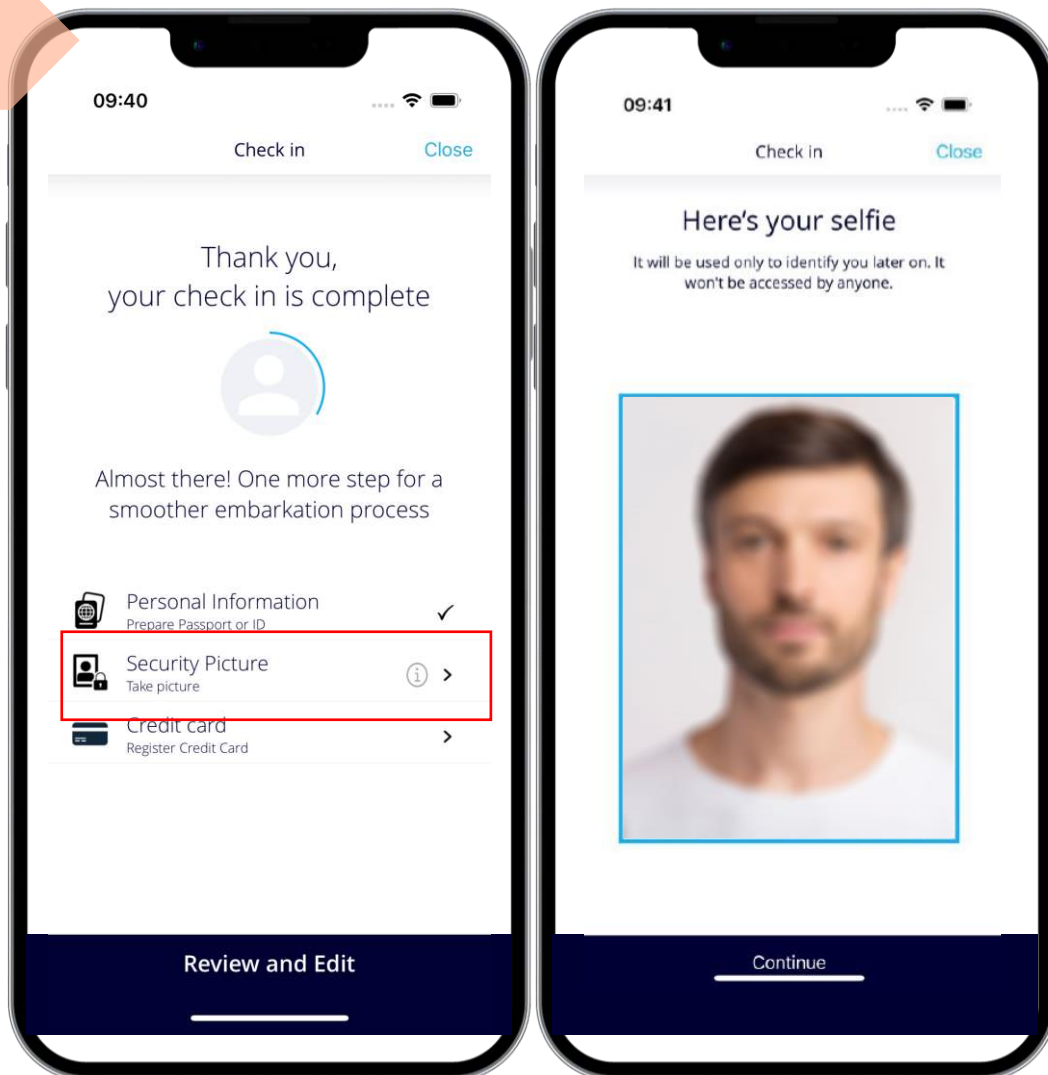 09:40
Check in
Close
Thank you,
your check in is complete
Almost there! One more step for a
smoother embarkation process
Personal Information
Prepare Passport or ID
Security Picture
Take picture
Credit card
Register Credit Card
Review and Edit
09:41
Check in
Close
Here's your selfie
It will be used only to identify you later on. It
won't be accessed by anyone.
Continue